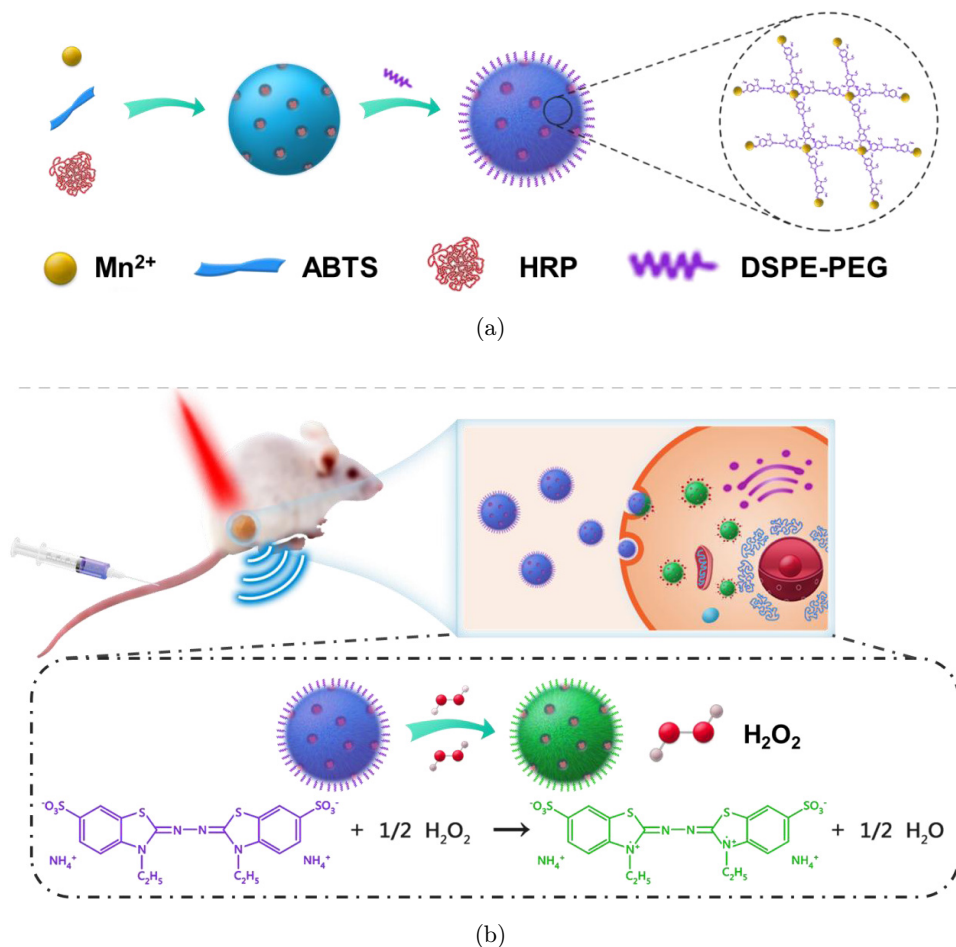 Mn²⁺ ABTS HRP DSPE-PEG
(a)
H₂O₂
⁻O₃S S S SO₃⁻
N N + 1/2 H₂O₂ → ⁻O₃S S S SO₃⁻
N N + 1/2 H₂O
N N N⁺ N⁺
NH₄⁺ NH₄⁺ NH₄⁺ NH₄⁺
C₂H₅ C₂H₅ C₂H₅ C₂H₅
(b)